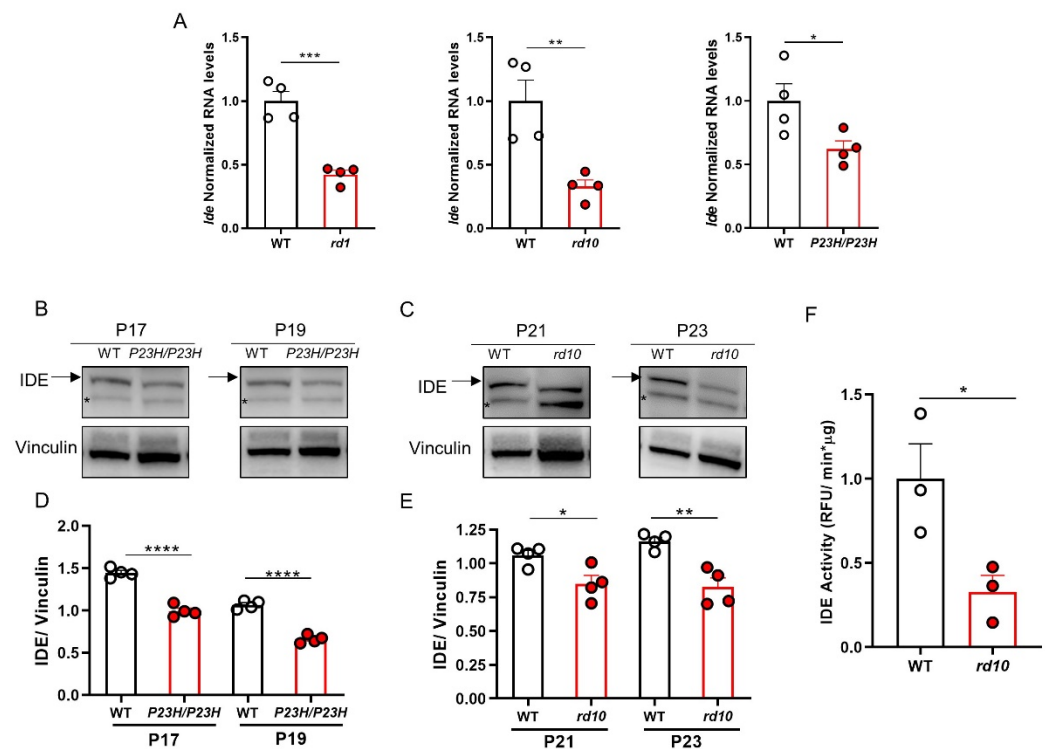 A
Ide Normalized RNA levels
1.5
1.0
0.5
0.0
***
WT
rd1
Ide Normalized RNA levels
1.5
1.0
0.5
0.0
**
WT
rd10
Ide Normalized RNA levels
1.5
1.0
0.5
0.0
*
WT
P23H/P23H
B
P17
P19
WT P23H/P23H
WT P23H/P23H
IDE
*
*
Vinculin
C
P21
P23
WT rd10
WT rd10
IDE
*
*
Vinculin
D
IDE/ Vinculin
2.0
1.5
1.0
0.5
0.0
****
****
WT P23H/P23H WT P23H/P23H
P17 P19
E
IDE/ Vinculin
1.25
1.00
0.75
0.50
0.25
0.00
*
**
WT rd10 WT rd10
P21 P23
F
IDE Activity (RFU/ min*µg)
1.5
1.0
0.5
0.0
*
WT
rd10